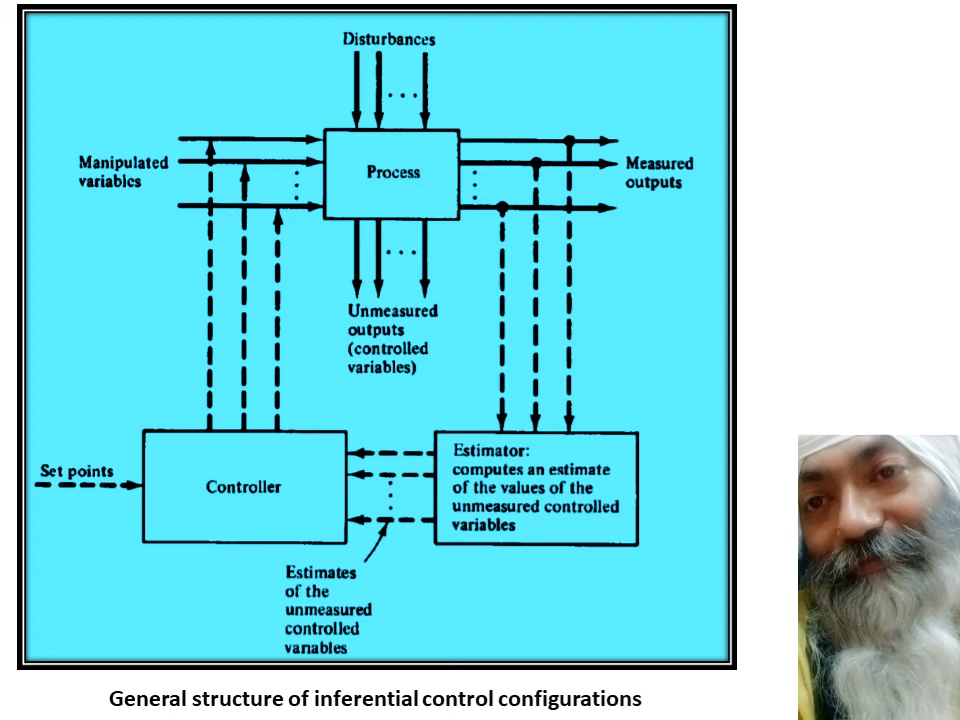 Disturbances
Manipulated
variables
Process
Measured
outputs
Unmeasured
outputs
(controlled
variables)
Set points
Controller
Estimator:
computes an estimate
of the values of the
unmeasured controlled
variables
Estimates
of the
unmeasured
controlled
variables
General structure of inferential control configurations